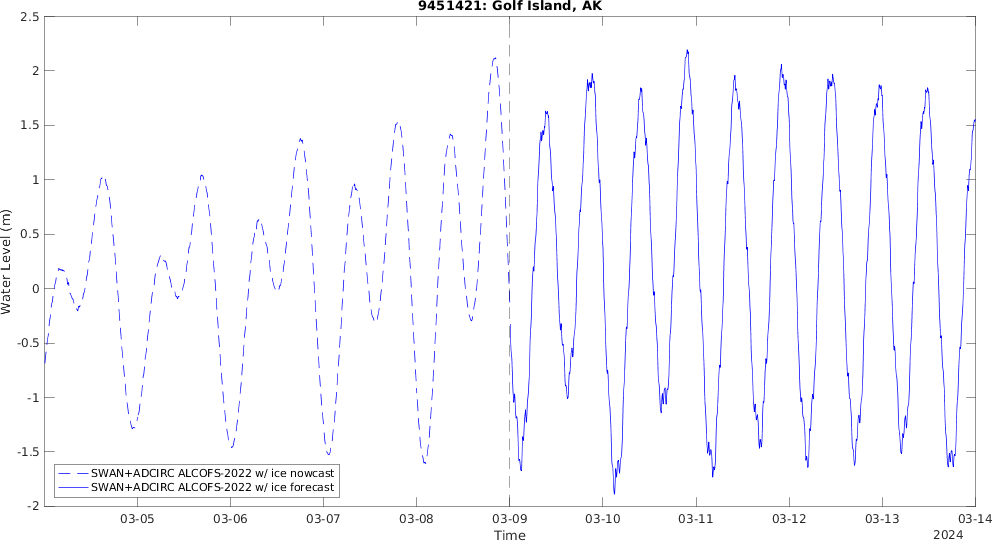 9451421: Golf Island, AK
2.5
2
1.5
1
0.5
0
-0.5
-1
-1.5
-2
Water Level (m)
SWAN+ADCIRC ALCOFS-2022 w/ ice nowcast
SWAN+ADCIRC ALCOFS-2022 w/ ice forecast
03-05 03-06 03-07 03-08 03-09 03-10 03-11 03-12 03-13 03-14
Time
2024